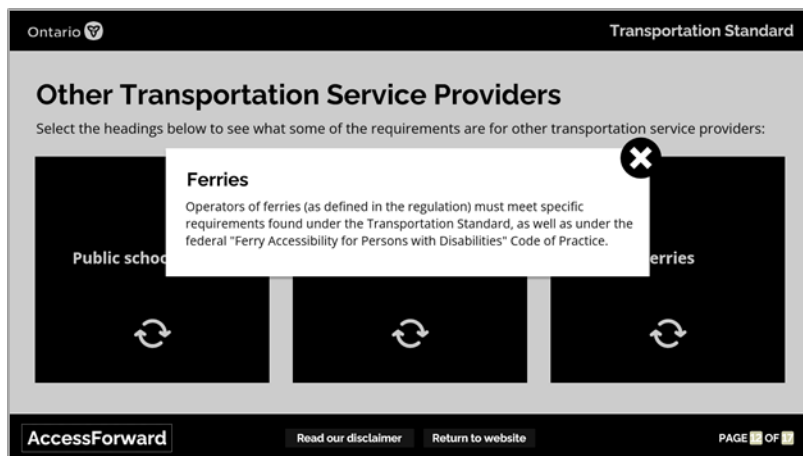 Ontario
Transportation Standard
Other Transportation Service Providers
Select the headings below to see what some of the requirements are for other transportation service providers:
Ferries
Operators of ferries (as defined in the regulation) must meet specific
requirements found under the Transportation Standard, as well as under the
federal "Ferry Accessibility for Persons with Disabilities" Code of Practice.
Public schoo
erries
AccessForward
Read our disclaimer
Return to website
PAGE 12 OF 17